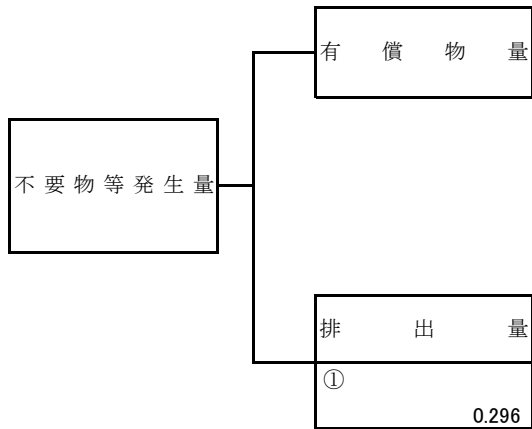 有償物量
不要物等発生量
排出量
①
0.296